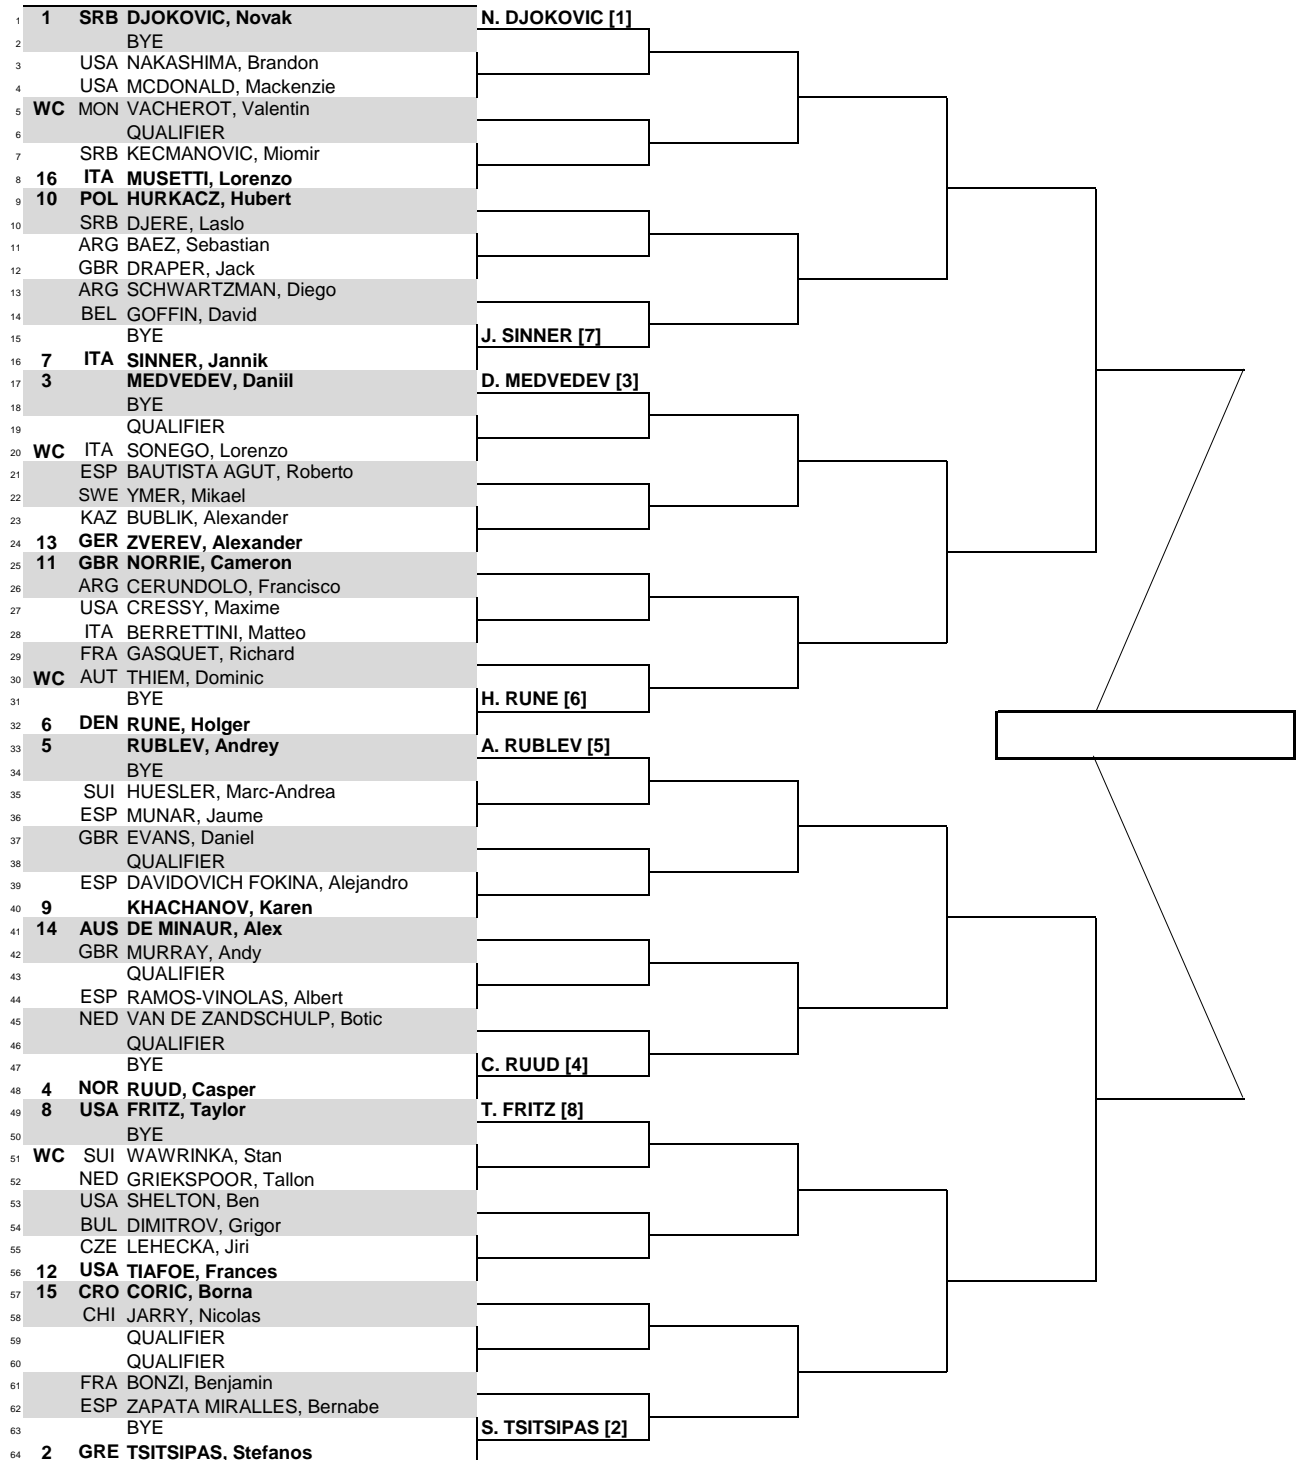 1 1 SRB DJOKOVIC, Novak N. DJOKOVIC [1]
2 BYE
3 USA NAKASHIMA, Brandon
4 USA MCDONALD, Mackenzie
5 WC MON VACHEROT, Valentin
6 QUALIFIER
7 SRB KECMANOVIC, Miomir
8 16 ITA MUSETTI, Lorenzo
9 10 POL HURKACZ, Hubert
10 SRB DJERE, Laslo
11 ARG BAEZ, Sebastian
12 GBR DRAPER, Jack
13 ARG SCHWARTZMAN, Diego
14 BEL GOFFIN, David
15 BYE J. SINNER [7]
16 7 ITA SINNER, Jannik
17 3 MEDVEDEV, Daniil D. MEDVEDEV [3]
18 BYE
19 QUALIFIER
20 WC ITA SONEGO, Lorenzo
21 ESP BAUTISTA AGUT, Roberto
22 SWE YMER, Mikael
23 KAZ BUBLIK, Alexander
24 13 GER ZVEREV, Alexander
25 11 GBR NORRIE, Cameron
26 ARG CERUNDOLO, Francisco
27 USA CRESSY, Maxime
28 ITA BERRETTINI, Matteo
29 FRA GASQUET, Richard
30 WC AUT THIEM, Dominic
31 BYE H. RUNE [6]
32 6 DEN RUNE, Holger
33 5 RUBLEV, Andrey A. RUBLEV [5]
34 BYE
35 SUI HUESLER, Marc-Andrea
36 ESP MUNAR, Jaume
37 GBR EVANS, Daniel
38 QUALIFIER
39 ESP DAVIDOVICH FOKINA, Alejandro
40 9 KHACHANOV, Karen
41 14 AUS DE MINAUR, Alex
42 GBR MURRAY, Andy
43 QUALIFIER
44 ESP RAMOS-VINOLAS, Albert
45 NED VAN DE ZANDSCHULP, Botic
46 QUALIFIER
47 BYE C. RUUD [4]
48 4 NOR RUUD, Casper
49 8 USA FRITZ, Taylor T. FRITZ [8]
50 BYE
51 WC SUI WAWRINKA, Stan
52 NED GRIEKSPOOR, Tallon
53 USA SHELTON, Ben
54 BUL DIMITROV, Grigor
55 CZE LEHECKA, Jiri
56 12 USA TIAFOE, Frances
57 15 CRO CORIC, Borna
58 CHI JARRY, Nicolas
59 QUALIFIER
60 QUALIFIER
61 FRA BONZI, Benjamin
62 ESP ZAPATA MIRALLES, Bernabe
63 BYE S. TSITSIPAS [2]
64 2 GRE TSITSIPAS, Stefanos